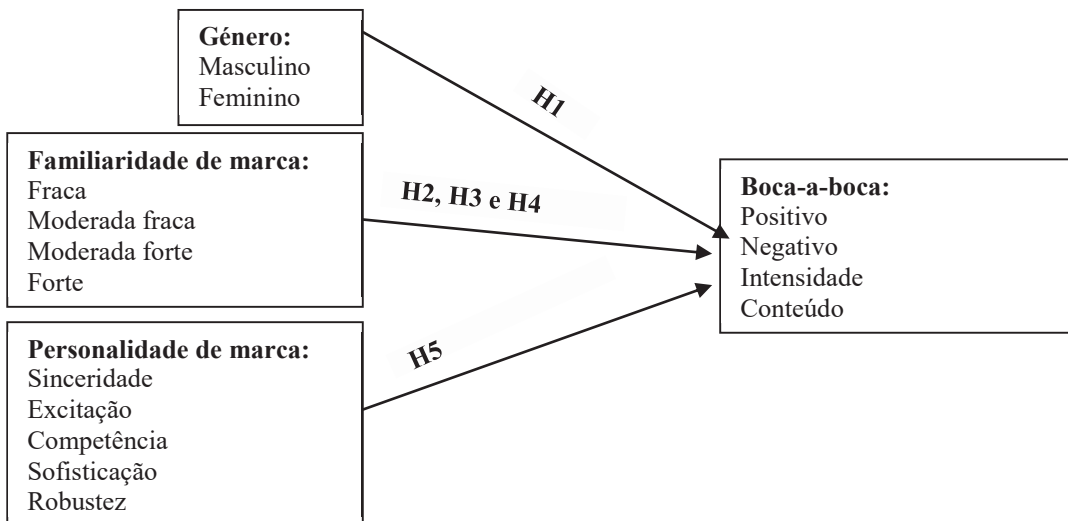 Género:
Masculino
Feminino
H1
Familiaridade de marca:
Fraca
Moderada fraca
Moderada forte
Forte
H2, H3 e H4
Boca-a-boca:
Positivo
Negativo
Intensidade
Conteúdo
Personalidade de marca:
Sinceridade
Excitação
Competência
Sofisticação
Robustez
H5